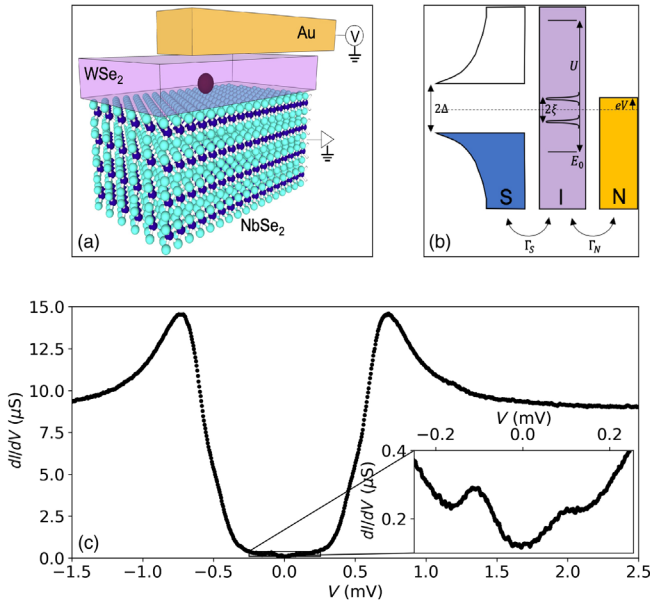 Au
V
WSe₂
NbSe₂
(a)
2Δ
U
2ξ
eV
E₀
S
I
N
Γ_S
Γ_N
(b)
15.0
12.5
10.0
7.5
5.0
2.5
0.0
dI/dV (μS)
(c)
−1.5
−1.0
−0.5
0.0
0.5
1.0
1.5
2.0
2.5
V (mV)
V (mV)
−0.2
0.0
0.2
0.4
0.2
dI/dV (μS)